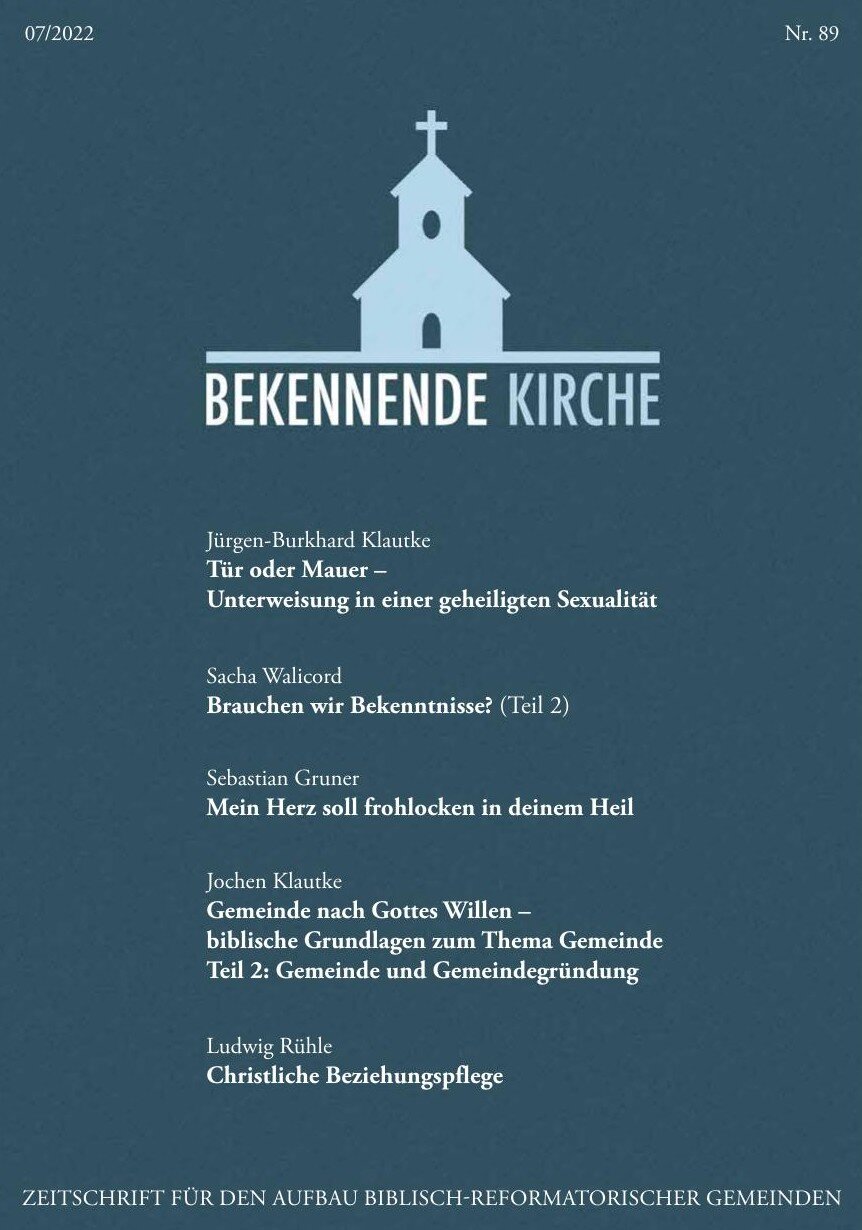 07/2022
Nr. 89
BEKENNENDE KIRCHE
Jürgen-Burkhard Klautke
Tür oder Mauer –
Unterweisung in einer geheiligten Sexualität
Sacha Walicord
Brauchen wir Bekenntnisse? (Teil 2)
Sebastian Gruner
Mein Herz soll frohlocken in deinem Heil
Jochen Klautke
Gemeinde nach Gottes Willen –
biblische Grundlagen zum Thema Gemeinde
Teil 2: Gemeinde und Gemeindegründung
Ludwig Rühle
Christliche Beziehungspflege
ZEITSCHRIFT FÜR DEN AUFBAU BIBLISCH-REFORMATORISCHER GEMEINDEN